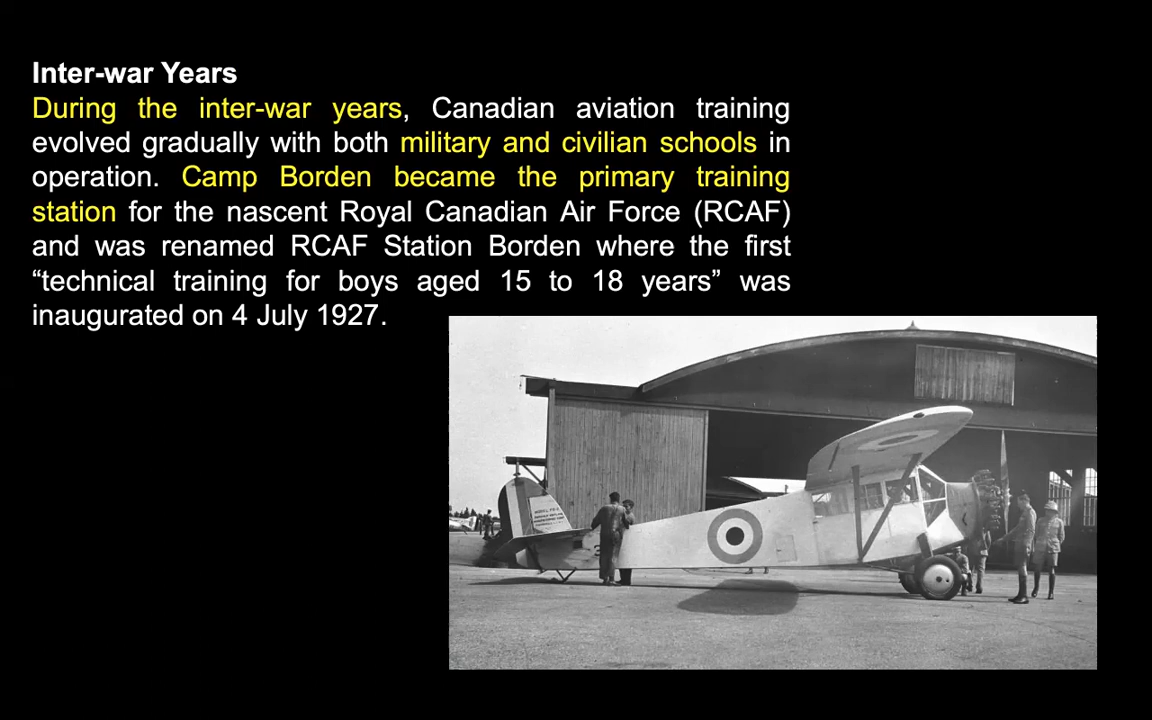 Inter-war Years
During the inter-war years, Canadian aviation training
evolved gradually with both military and civilian schools in
operation. Camp Borden became the primary training
station for the nascent Royal Canadian Air Force (RCAF)
and was renamed RCAF Station Borden where the first
“technical training for boys aged 15 to 18 years” was
inaugurated on 4 July 1927.